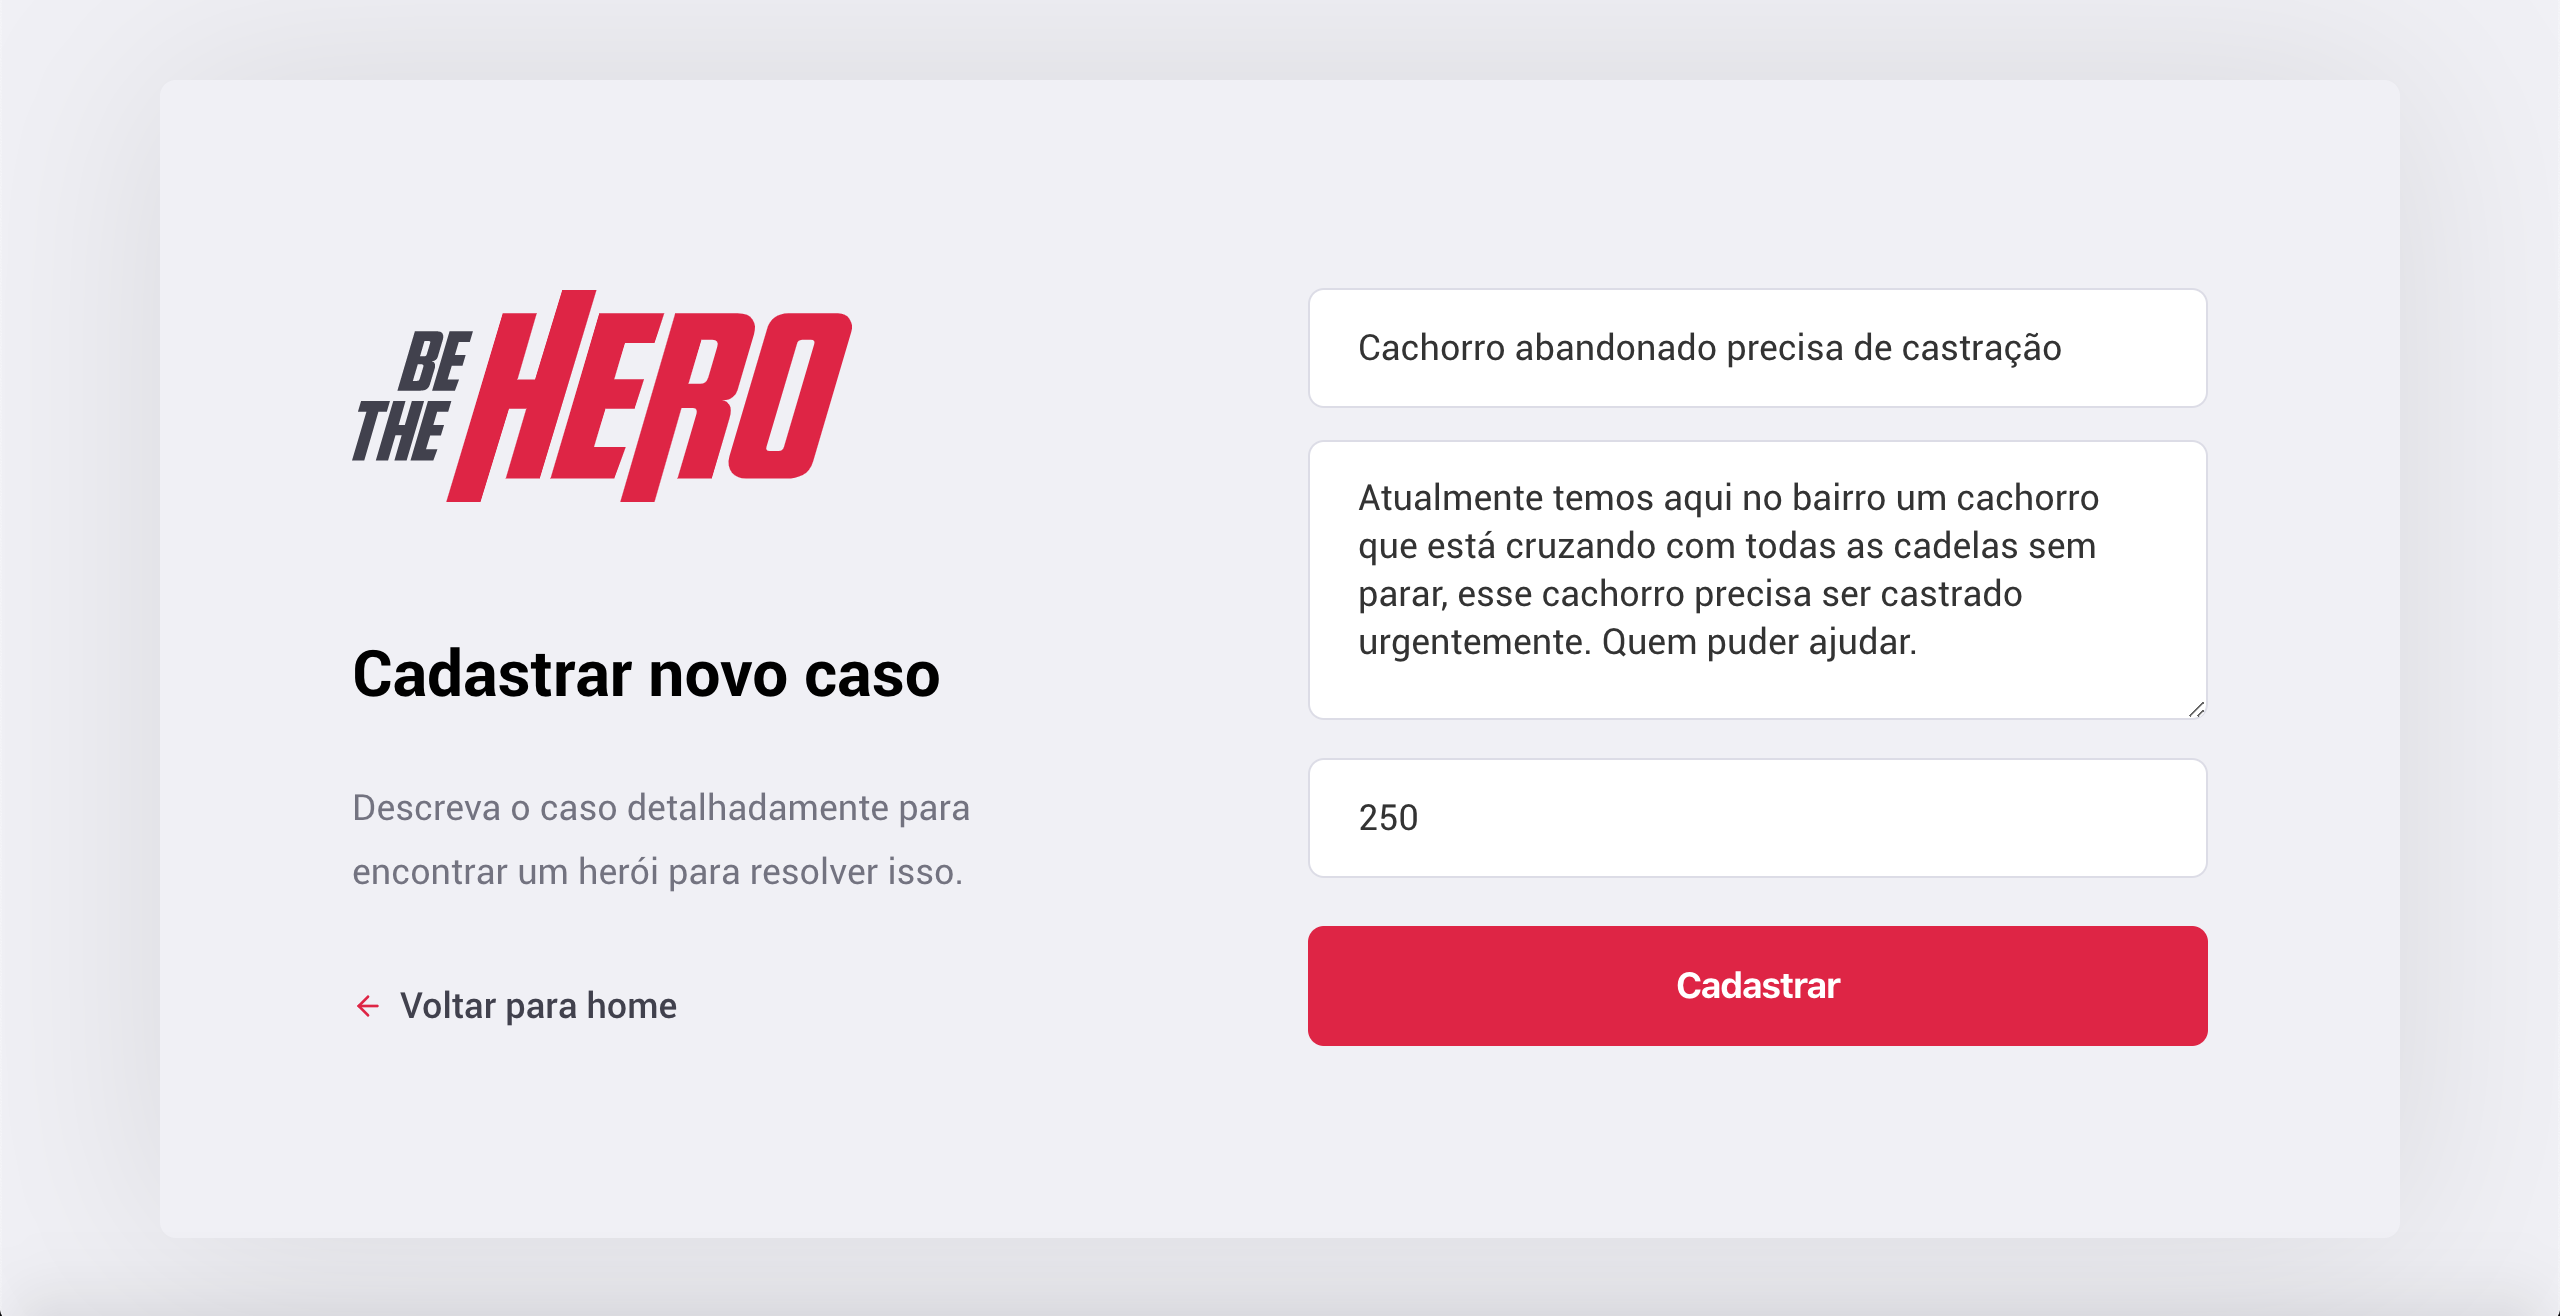 BE
THE
HERO
Cadastrar novo caso
Descreva o caso detalhadamente para
encontrar um herói para resolver isso.
Voltar para home
Cachorro abandonado precisa de castração
Atualmente temos aqui no bairro um cachorro
que está cruzando com todas as cadelas sem
parar, esse cachorro precisa ser castrado
urgentemente. Quem puder ajudar.
250
Cadastrar